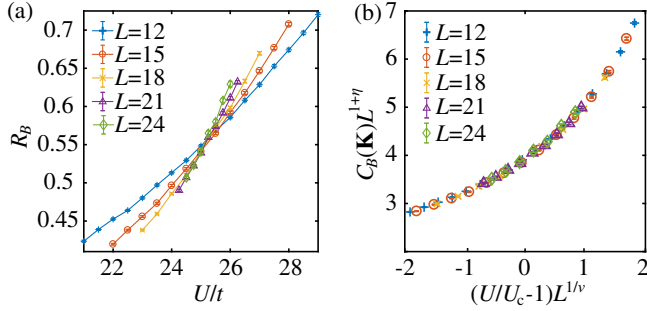 (a)
0.7
0.65
0.6
0.55
0.5
0.45
R_B
L=12
L=15
L=18
L=21
L=24
22 24 26 28
U/t
(b)
7
6
5
4
3
2
C_B(K)L^{1+η}
L=12
L=15
L=18
L=21
L=24
-2 -1 0 1 2
(U/U_c-1)L^{1/ν}